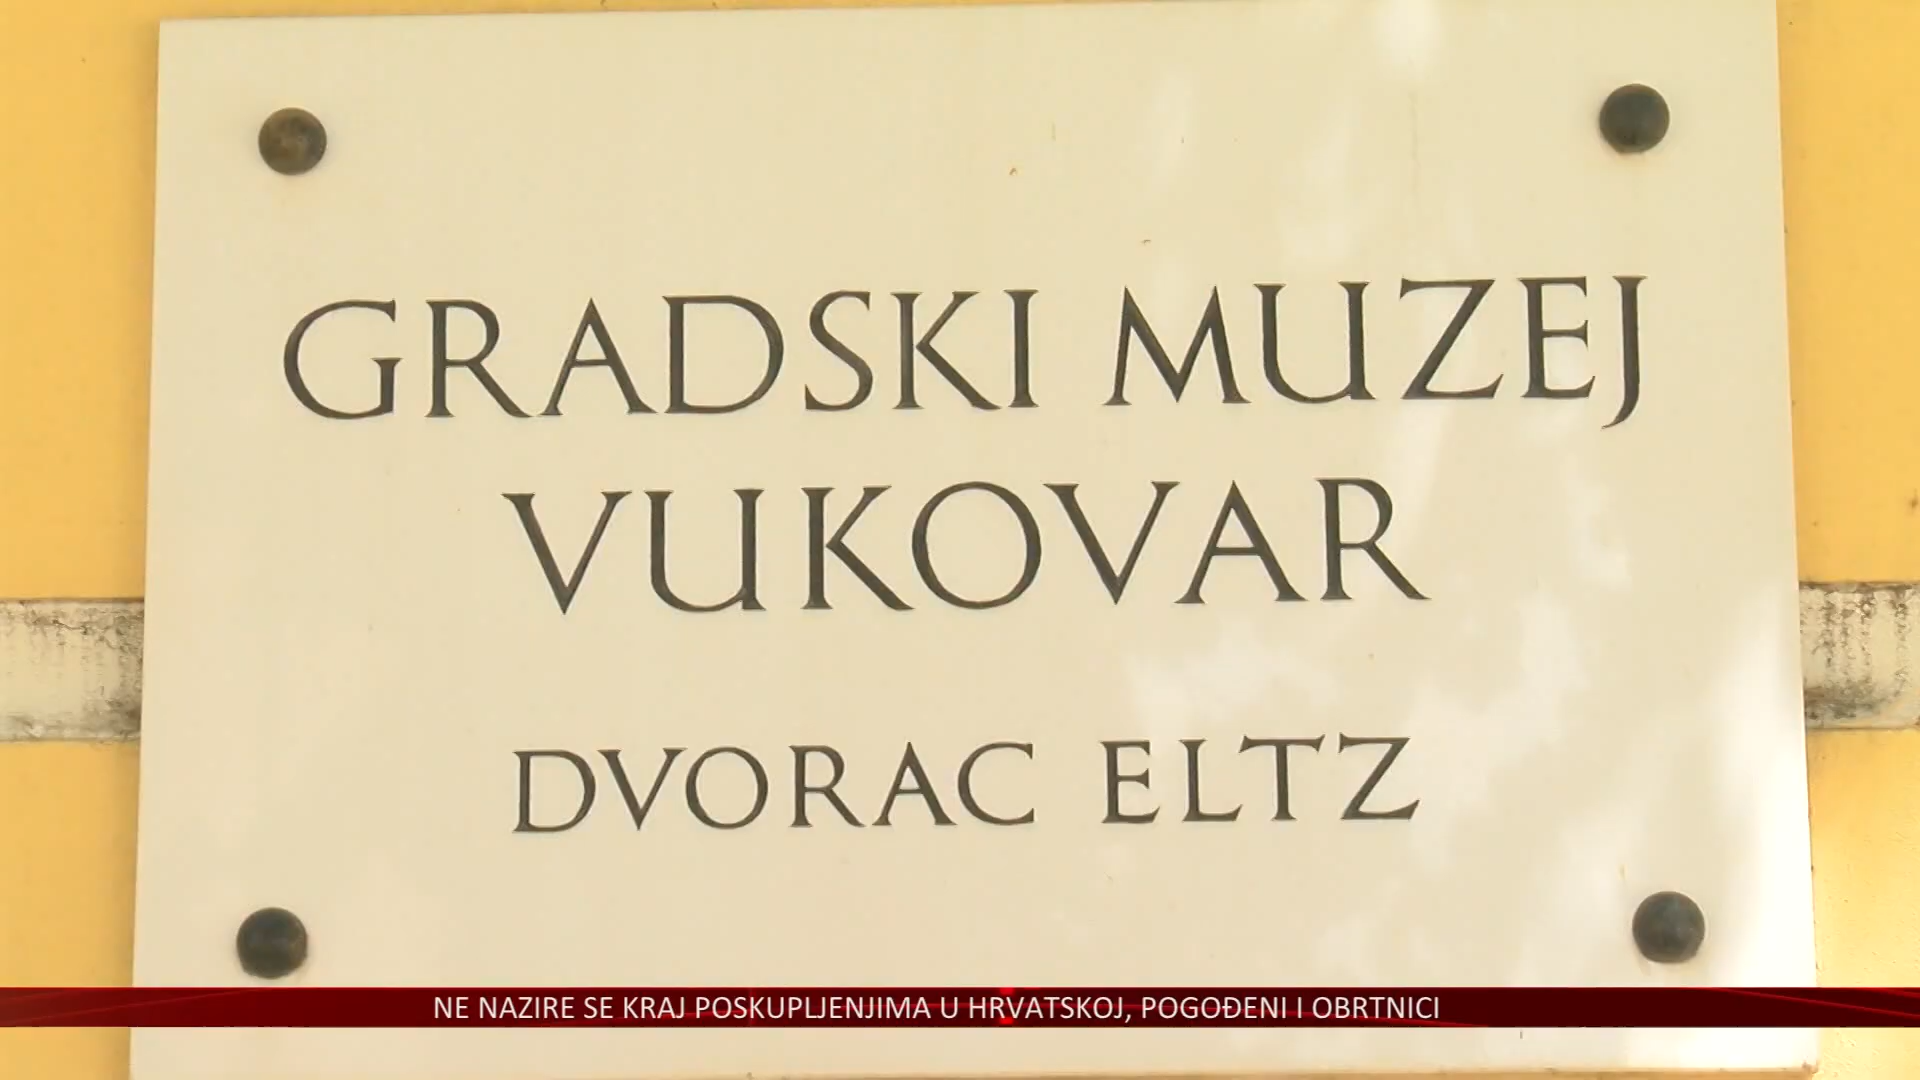 GRADSKI MUZEJ
VUKOVAR
DVORAC ELTZ
NE NAZIRE SE KRAJ POSKUPLJENJIMA U HRVATSKOJ, POGOĐENI I OBRTNICI